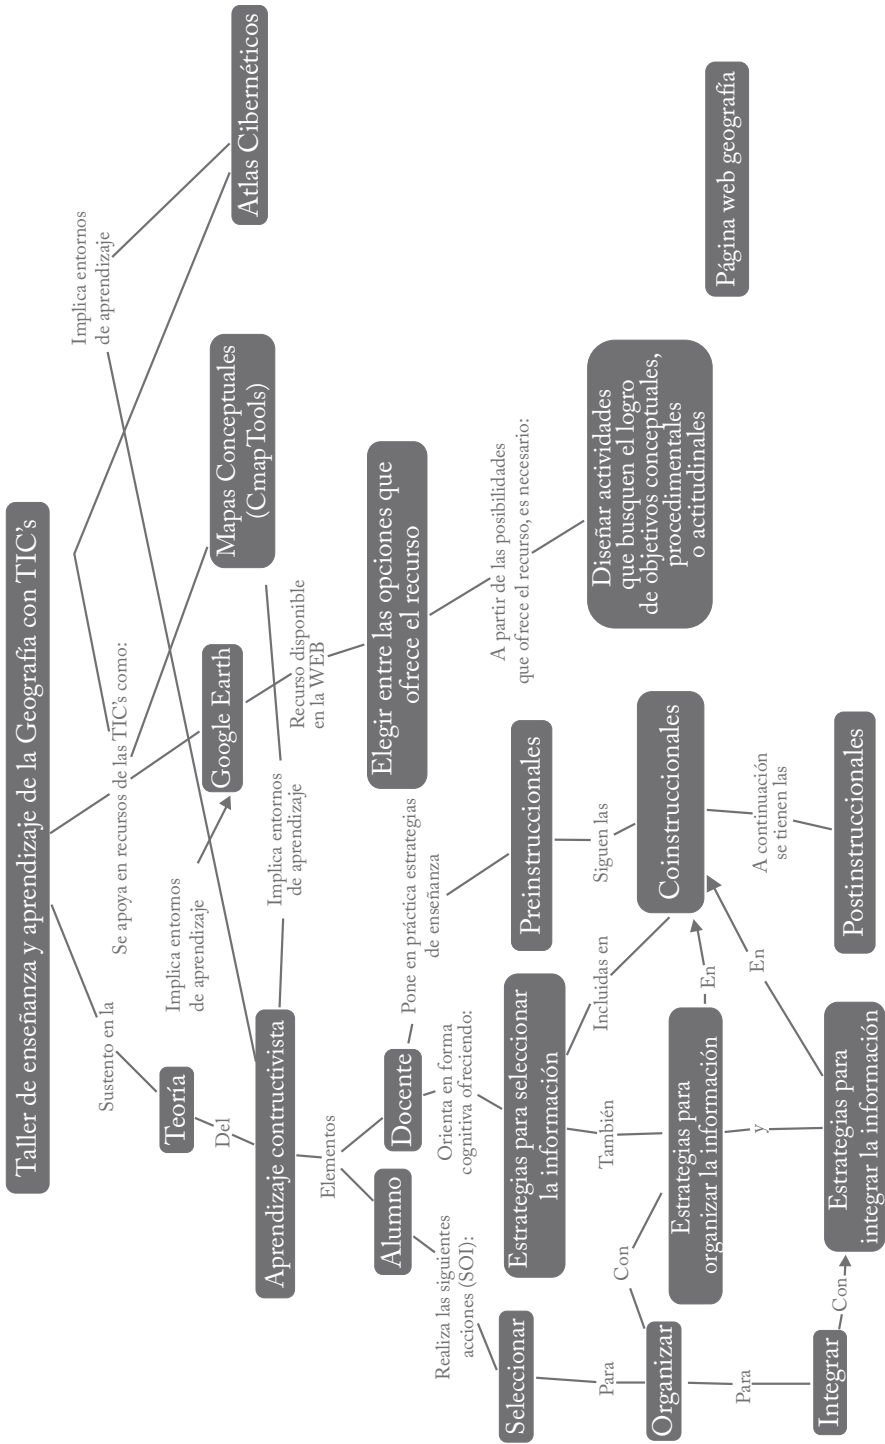 Taller de enseñanza y aprendizaje de la Geografía con TIC's
Sustento en la
Se apoya en recursos de las TIC's como:
Implica entornos
de aprendizaje
Teoría
Del
Implica entornos
de aprendizaje
Google Earth
Mapas Conceptuales
(CmapTools)
Atlas Cibernéticos
Aprendizaje contructivista
Implica entornos
de aprendizaje
Recurso disponible
en la WEB
Elementos
Alumno
Docente
Pone en práctica estrategias
de enseñanza
Elegir entre las opciones que
ofrece el recurso
Realiza las siguientes
acciones (SOI):
Orienta en forma
cognitiva ofreciendo:
A partir de las posibilidades
que ofrece el recurso, es necesario:
Seleccionar
Estrategias para seleccionar
la información
Preinstruccionales
Diseñar actividades
que busquen el logro
de objetivos conceptuales,
procedimentales
o actitudinales
Para
Con
También
Incluidas en
Siguen las
Organizar
Estrategias para
organizar la información
En
Coinstruccionales
Página web geografía
Para
y
En
A continuación
se tienen las
Integrar
Con
Estrategias para
integrar la información
Postinstruccionales